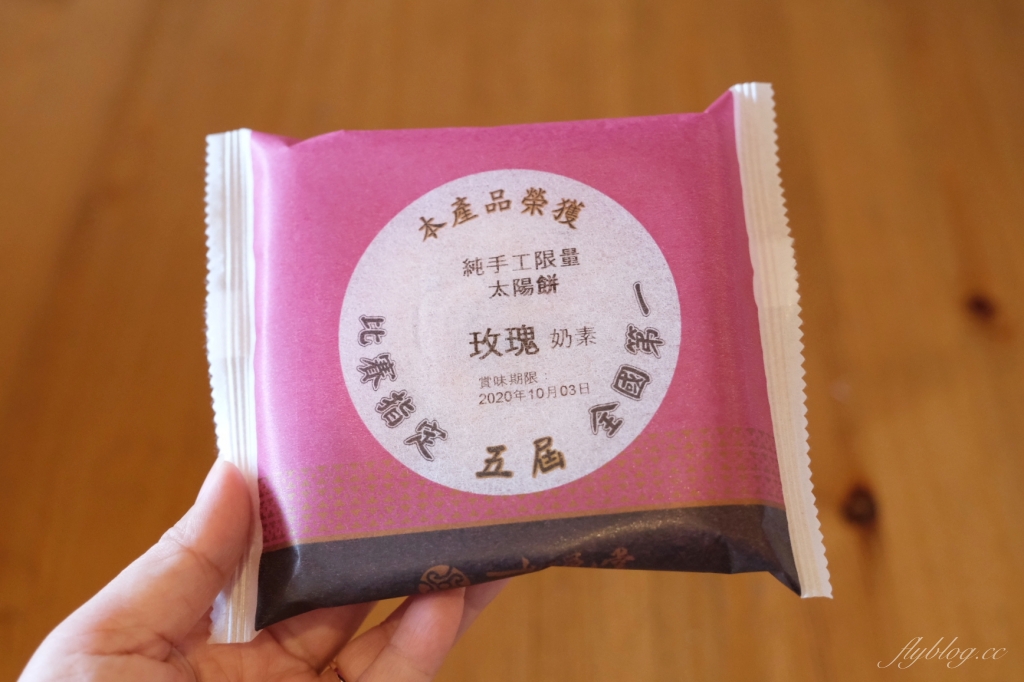 本產品榮獲
純手工限量
太陽餅
玫瑰 奶素
賞味期限：
2020年10月03日
比賽指定
五屆
全國第一
flyblog.cc